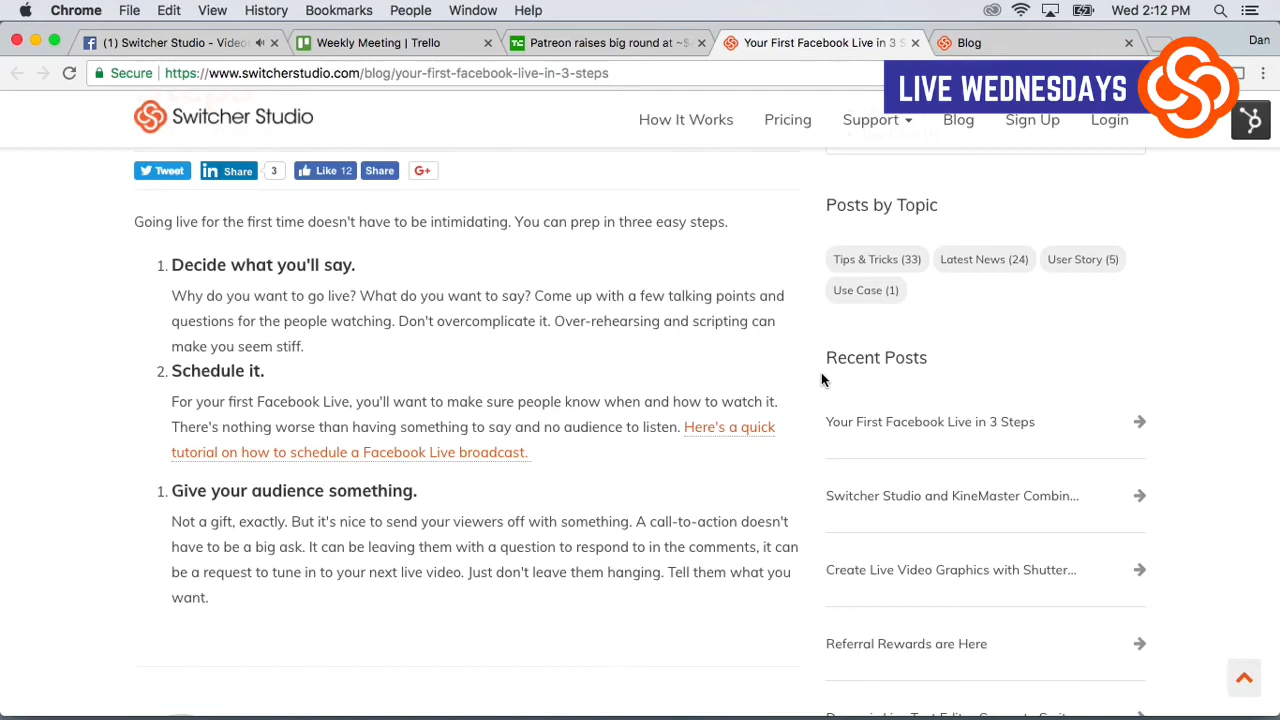 Chrome File Edit View History Bookmarks People Window Help Wed 2:12 PM
(1) Switcher Studio - Video Weekly Meeting | Trello Patreon raises big round at ~$ Your First Facebook Live in 3 S Blog Dan
Secure https://www.switcherstudio.com/blog/your-first-facebook-live-in-3-steps
LIVE WEDNESDAYS
Switcher Studio How It Works Pricing Support Blog Sign Up Login
Tweet in Share 3 Like 12 Share G+
Posts by Topic
Going live for the first time doesn't have to be intimidating. You can prep in three easy steps.
1. Decide what you'll say.
Why do you want to go live? What do you want to say? Come up with a few talking points and
questions for the people watching. Don't overcomplicate it. Over-rehearsing and scripting can
make you seem stiff.
2. Schedule it.
For your first Facebook Live, you'll want to make sure people know when and how to watch it.
There's nothing worse than having something to say and no audience to listen. Here's a quick
tutorial on how to schedule a Facebook Live broadcast.
1. Give your audience something.
Not a gift, exactly. But it's nice to send your viewers off with something. A call-to-action doesn't
have to be a big ask. It can be leaving them with a question to respond to in the comments, it can
be a request to tune in to your next live video. Just don't leave them hanging. Tell them what you
want.
Tips & Tricks (33) Latest News (24) User Story (5)
Use Case (1)
Recent Posts
Your First Facebook Live in 3 Steps
Switcher Studio and KineMaster Combin...
Create Live Video Graphics with Shutter...
Referral Rewards are Here